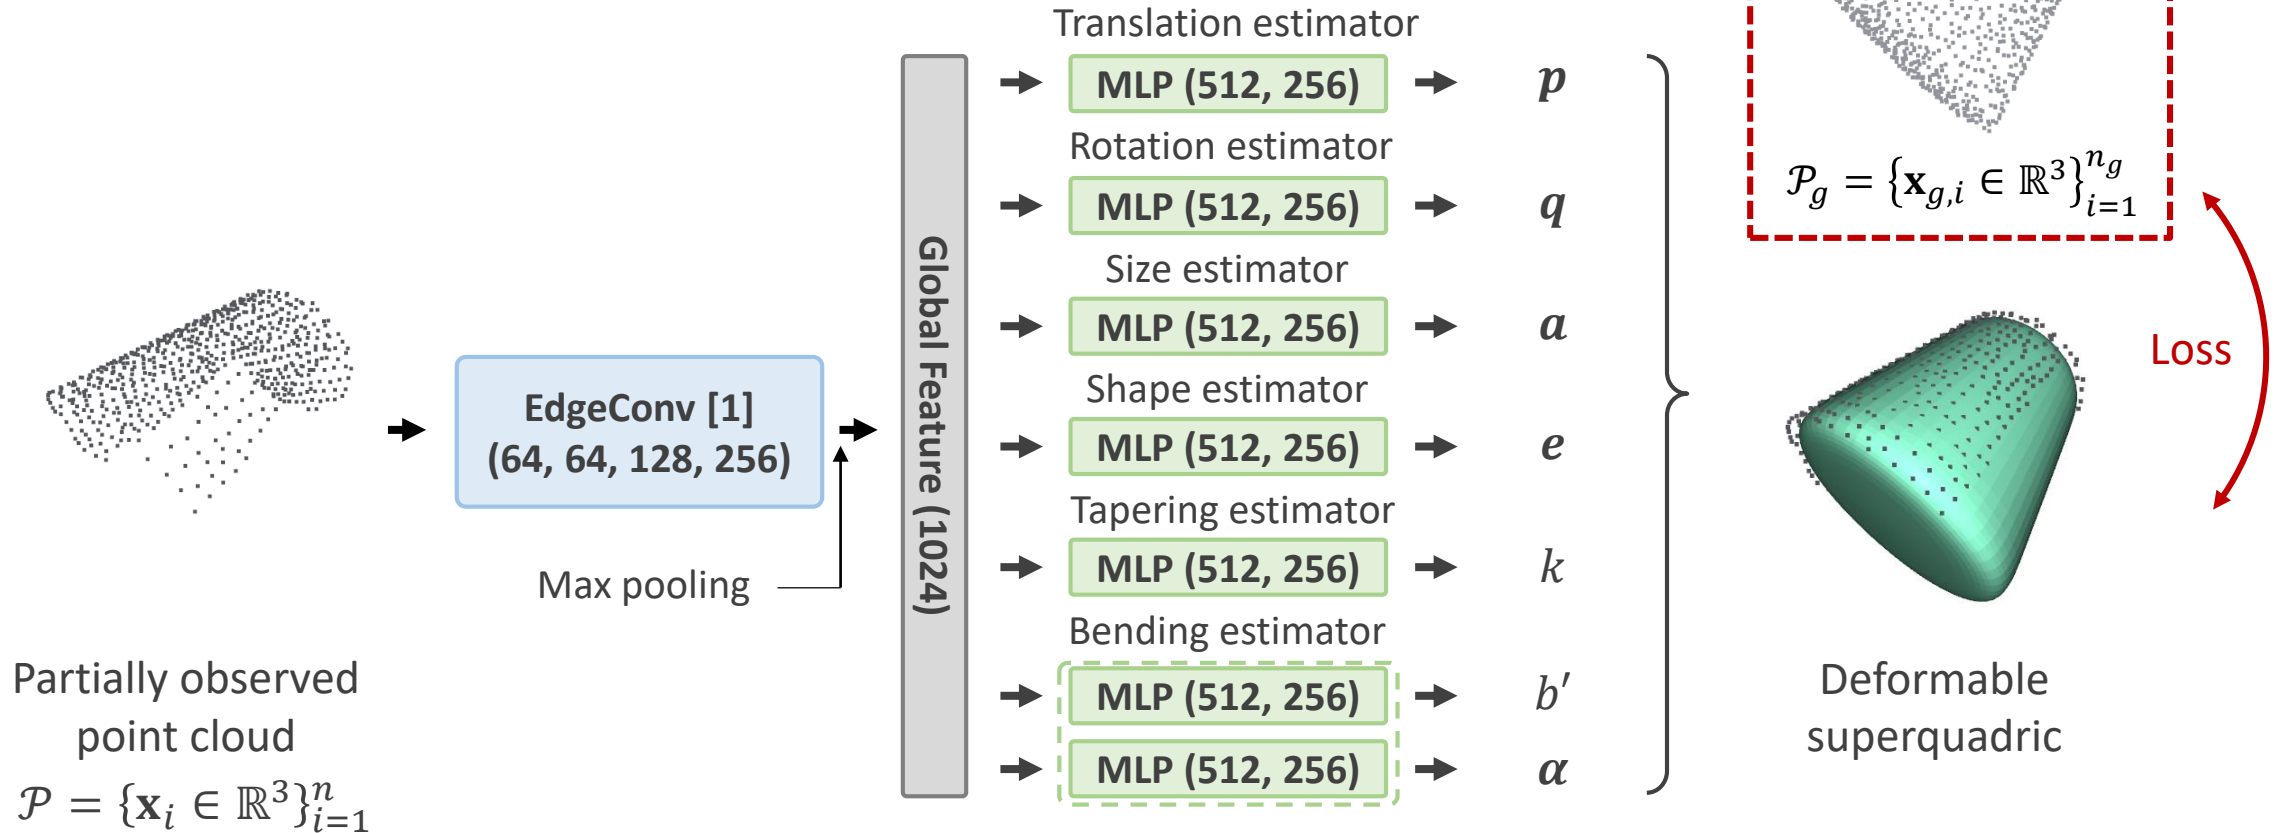 Partially observed
point cloud
𝒫 = {𝐱ᵢ ∈ ℝ³}ⁿᵢ₌₁
EdgeConv [1]
(64, 64, 128, 256)
Max pooling
Global Feature (1024)
Translation estimator
MLP (512, 256)
p
Rotation estimator
MLP (512, 256)
q
Size estimator
MLP (512, 256)
a
Shape estimator
MLP (512, 256)
e
Tapering estimator
MLP (512, 256)
k
Bending estimator
MLP (512, 256)
b′
MLP (512, 256)
α
𝒫_g = {𝐱_{g,i} ∈ ℝ³}_{i=1}^{n_g}
Loss
Deformable
superquadric